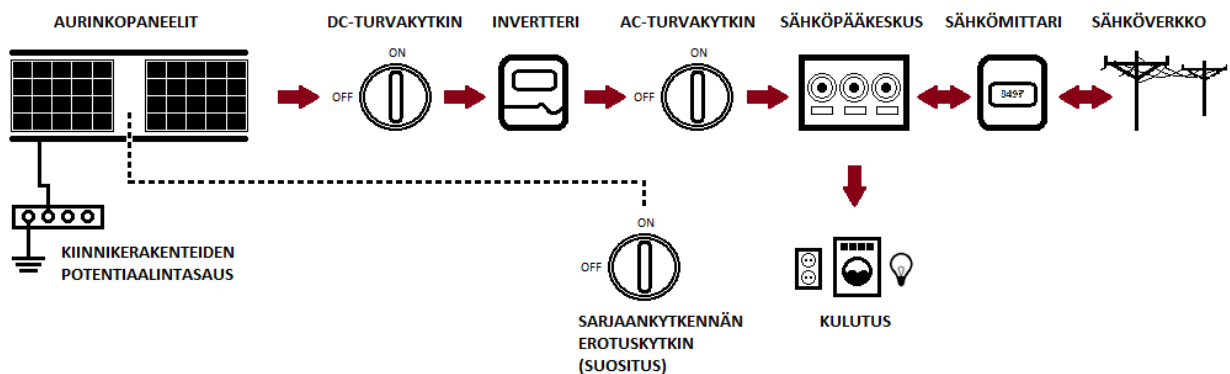 AURINKOPANEELIT
DC-TURVAKYTKIN
INVERTTERI
AC-TURVAKYTKIN
SÄHKÖPÄÄKESKUS
SÄHKÖMITTARI
SÄHKÖVERKKO
ON
OFF
ON
OFF
8497
KIINNIKERAKENTEIDEN
POTENTIAALINTASAUS
ON
OFF
SARJAANKYTKENNÄN
EROTUSKYTKIN
(SUOSITUS)
KULUTUS